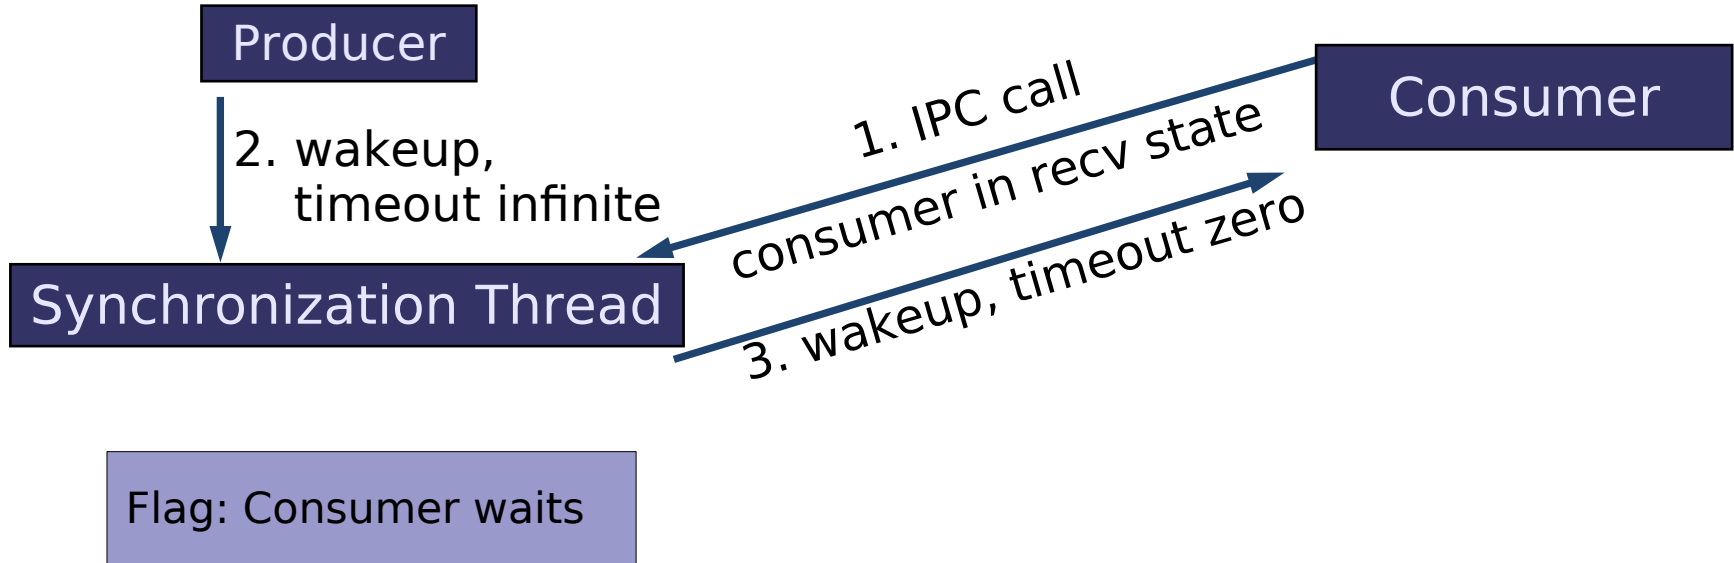 Producer
Consumer
1. IPC call
consumer in recv state
2. wakeup,
timeout infinite
Synchronization Thread
3. wakeup, timeout zero
Flag: Consumer waits